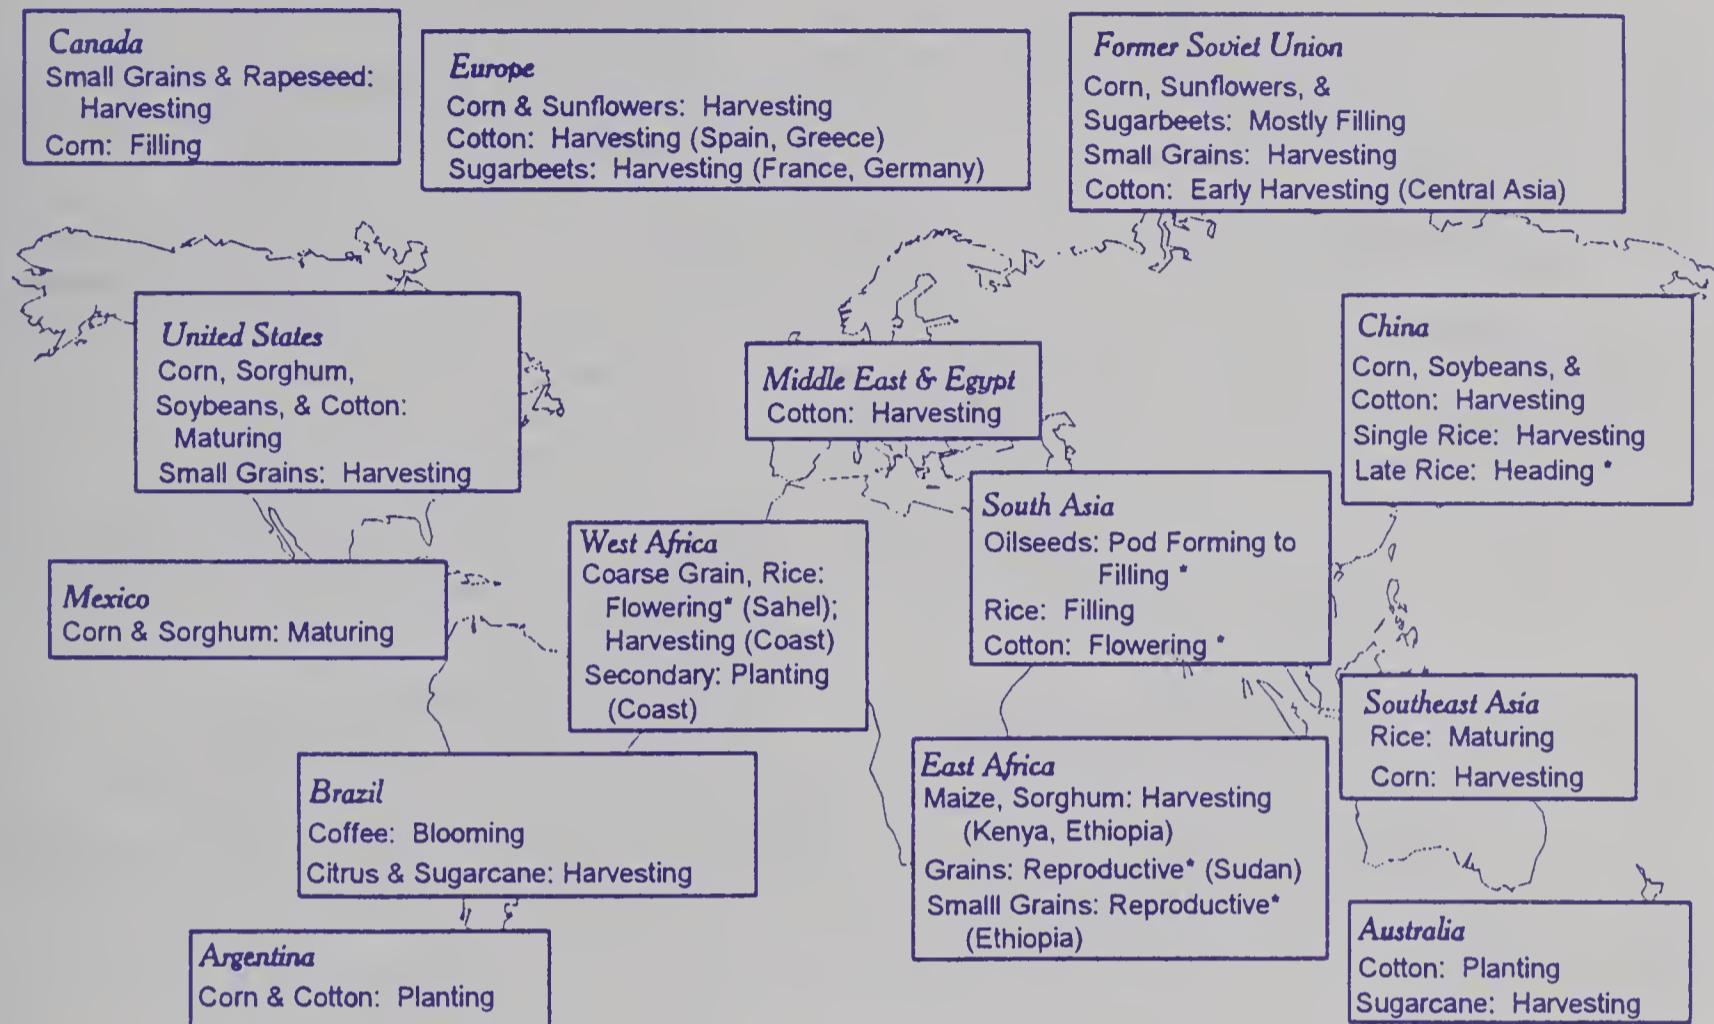 Canada
Small Grains & Rapeseed:
Harvesting
Corn: Filling
Europe
Corn & Sunflowers: Harvesting
Cotton: Harvesting (Spain, Greece)
Sugarbeets: Harvesting (France, Germany)
Former Soviet Union
Corn, Sunflowers, &
Sugarbeets: Mostly Filling
Small Grains: Harvesting
Cotton: Early Harvesting (Central Asia)
United States
Corn, Sorghum,
Soybeans, & Cotton:
Maturing
Small Grains: Harvesting
Middle East & Egypt
Cotton: Harvesting
China
Corn, Soybeans, &
Cotton: Harvesting
Single Rice: Harvesting
Late Rice: Heading *
Mexico
Corn & Sorghum: Maturing
West Africa
Coarse Grain, Rice:
Flowering* (Sahel);
Harvesting (Coast)
Secondary: Planting
(Coast)
South Asia
Oilseeds: Pod Forming to
Filling *
Rice: Filling
Cotton: Flowering *
Southeast Asia
Rice: Maturing
Corn: Harvesting
Brazil
Coffee: Blooming
Citrus & Sugarcane: Harvesting
East Africa
Maize, Sorghum: Harvesting
(Kenya, Ethiopia)
Grains: Reproductive* (Sudan)
Smalll Grains: Reproductive*
(Ethiopia)
Argentina
Corn & Cotton: Planting
Australia
Cotton: Planting
Sugarcane: Harvesting